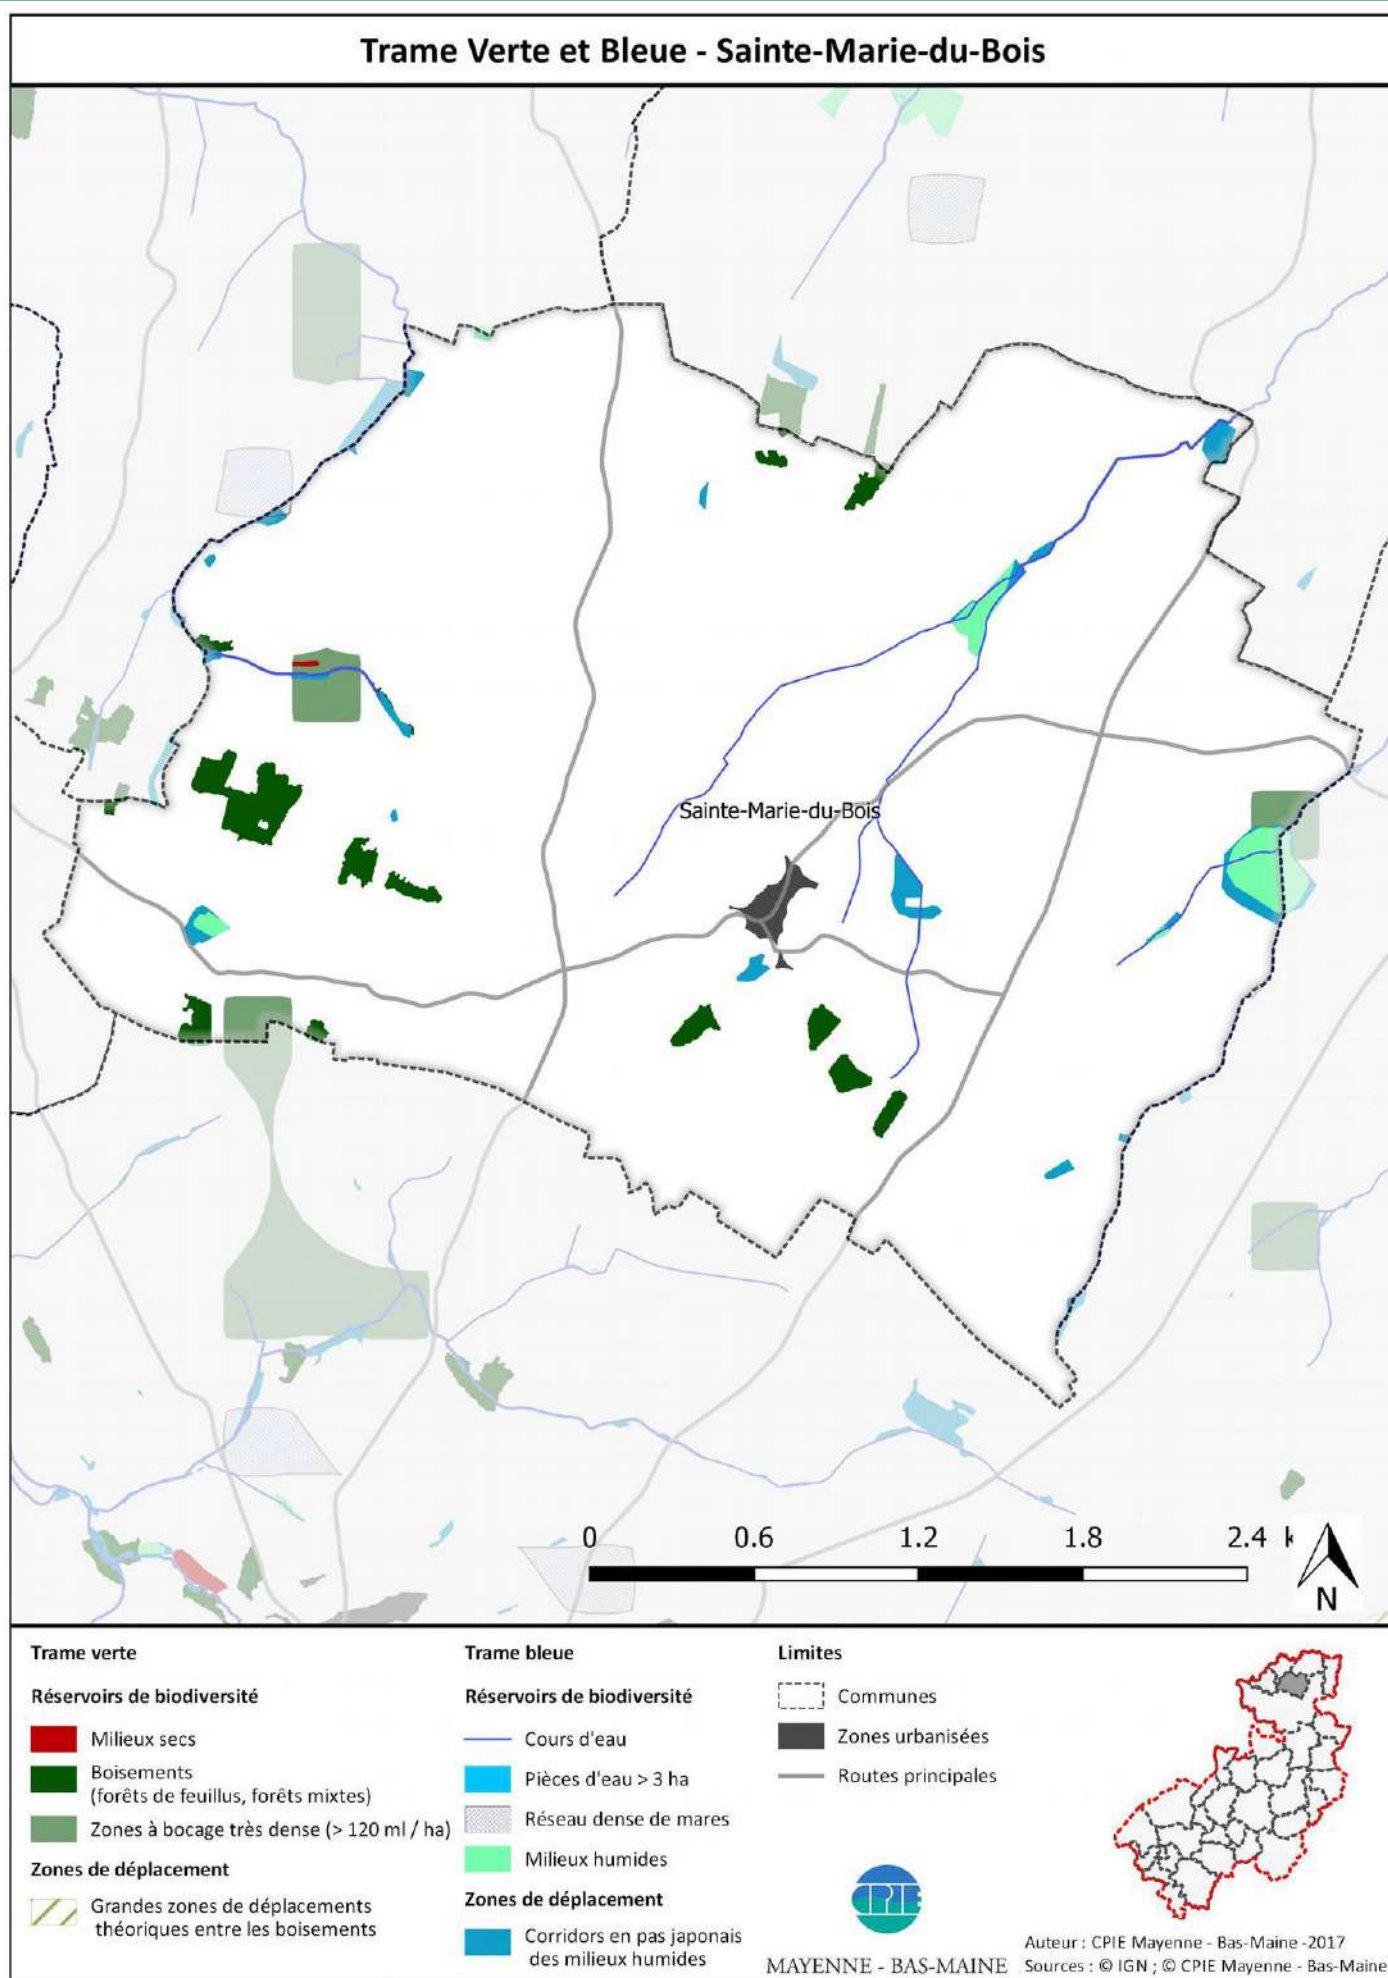 Trame Verte et Bleue - Sainte-Marie-du-Bois
Sainte-Marie-du-Bois
0 0.6 1.2 1.8 2.4 k
N
Trame verte
Réservoirs de biodiversité
Milieux secs
Boisements
(forêts de feuillus, forêts mixtes)
Zones à bocage très dense (> 120 ml / ha)
Zones de déplacement
Grandes zones de déplacements
théoriques entre les boisements
Trame bleue
Réservoirs de biodiversité
Cours d'eau
Pièces d'eau > 3 ha
Réseau dense de mares
Milieux humides
Zones de déplacement
Corridors en pas japonais
des milieux humides
Limites
Communes
Zones urbanisées
Routes principales
CPIE
MAYENNE - BAS-MAINE
Auteur : CPIE Mayenne - Bas-Maine -2017
Sources : © IGN ; © CPIE Mayenne - Bas-Maine